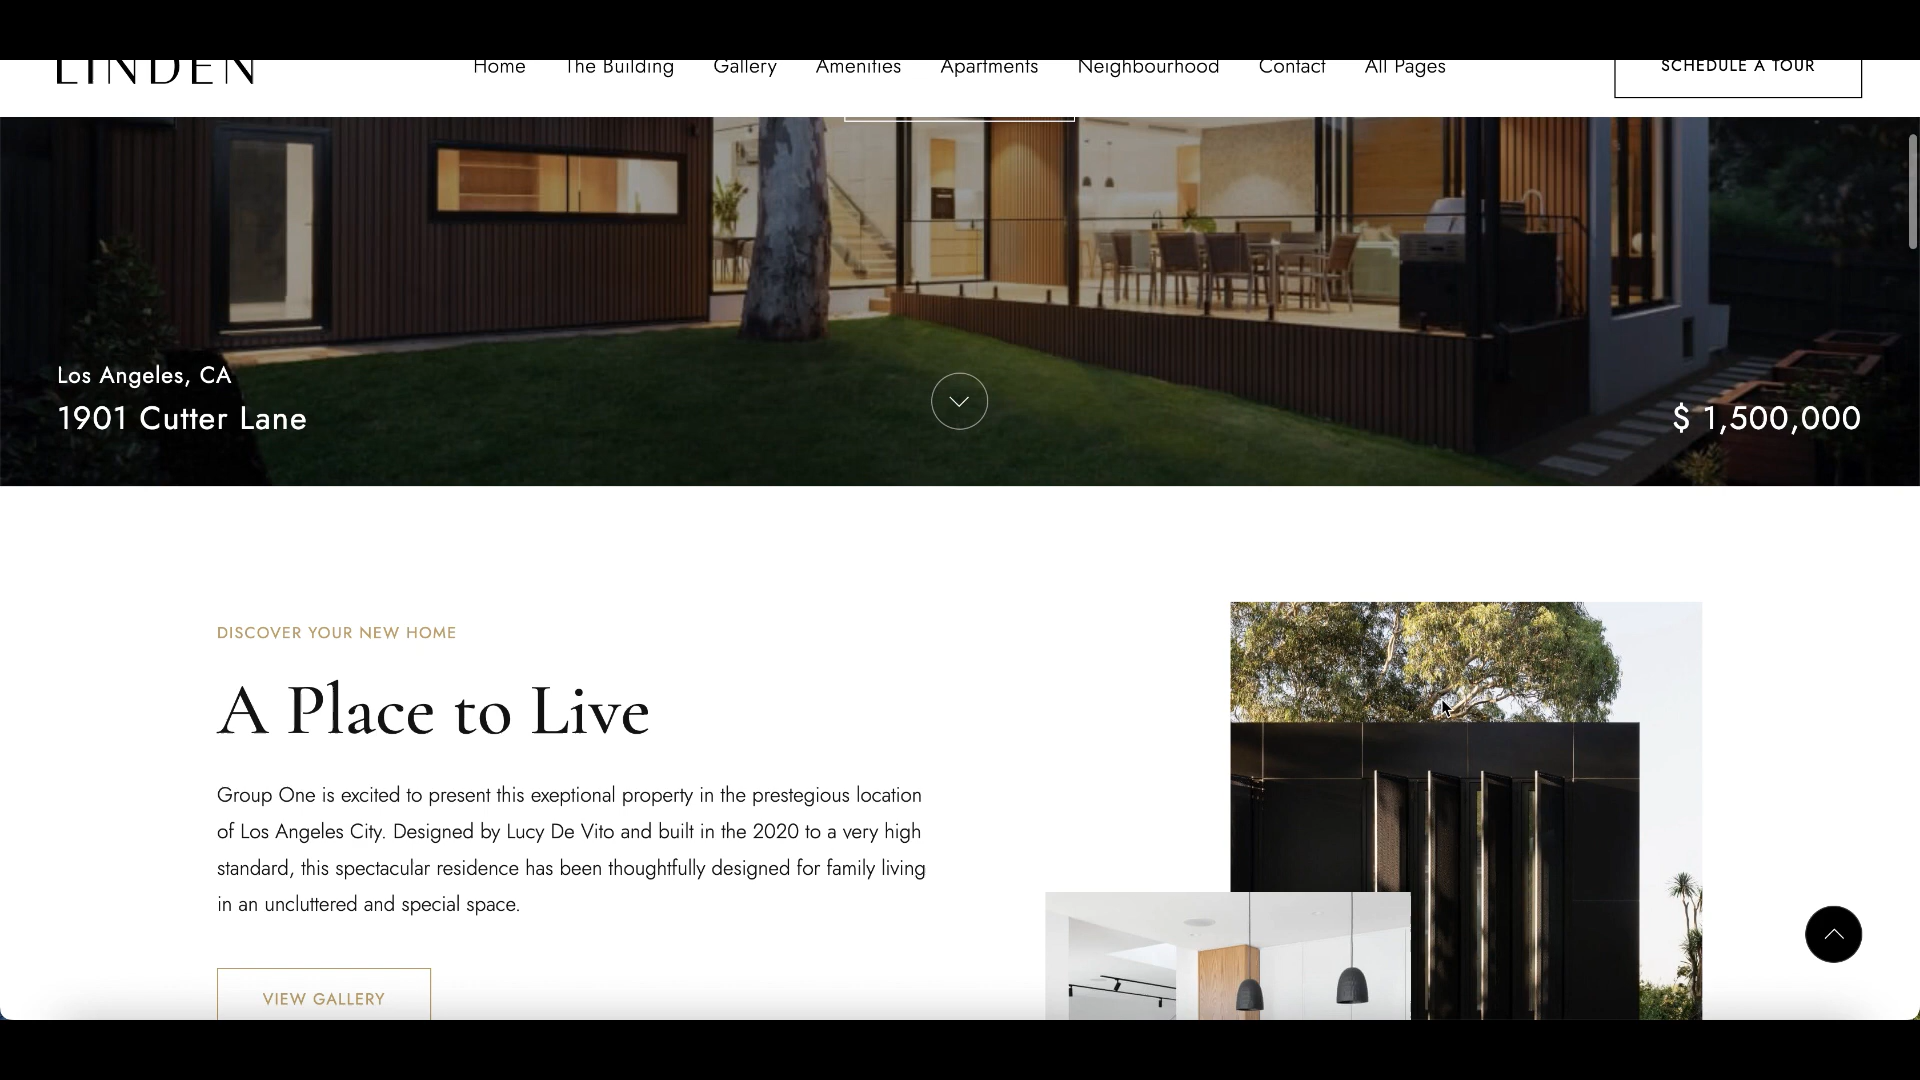 LINDEN
Home The Building Gallery Amenities Apartments Neighbourhood Contact All Pages
SCHEDULE A TOUR
Los Angeles, CA
1901 Cutter Lane
$ 1,500,000
DISCOVER YOUR NEW HOME
A Place to Live
Group One is excited to present this exeptional property in the prestegious location
of Los Angeles City. Designed by Lucy De Vito and built in the 2020 to a very high
standard, this spectacular residence has been thoughtfully designed for family living
in an uncluttered and special space.
VIEW GALLERY